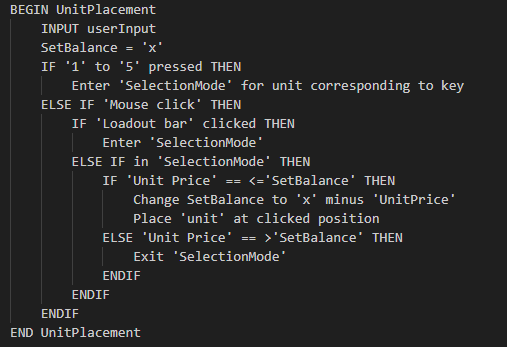 BEGIN UnitPlacement
INPUT userInput
SetBalance = 'x'
IF '1' to '5' pressed THEN
Enter 'SelectionMode' for unit corresponding to key
ELSE IF 'Mouse click' THEN
IF 'Loadout bar' clicked THEN
Enter 'SelectionMode'
ELSE IF in 'SelectionMode' THEN
IF 'Unit Price' == <='SetBalance' THEN
Change SetBalance to 'x' minus 'UnitPrice'
Place 'unit' at clicked position
ELSE 'Unit Price' == >'SetBalance' THEN
Exit 'SelectionMode'
ENDIF
ENDIF
ENDIF
END UnitPlacement